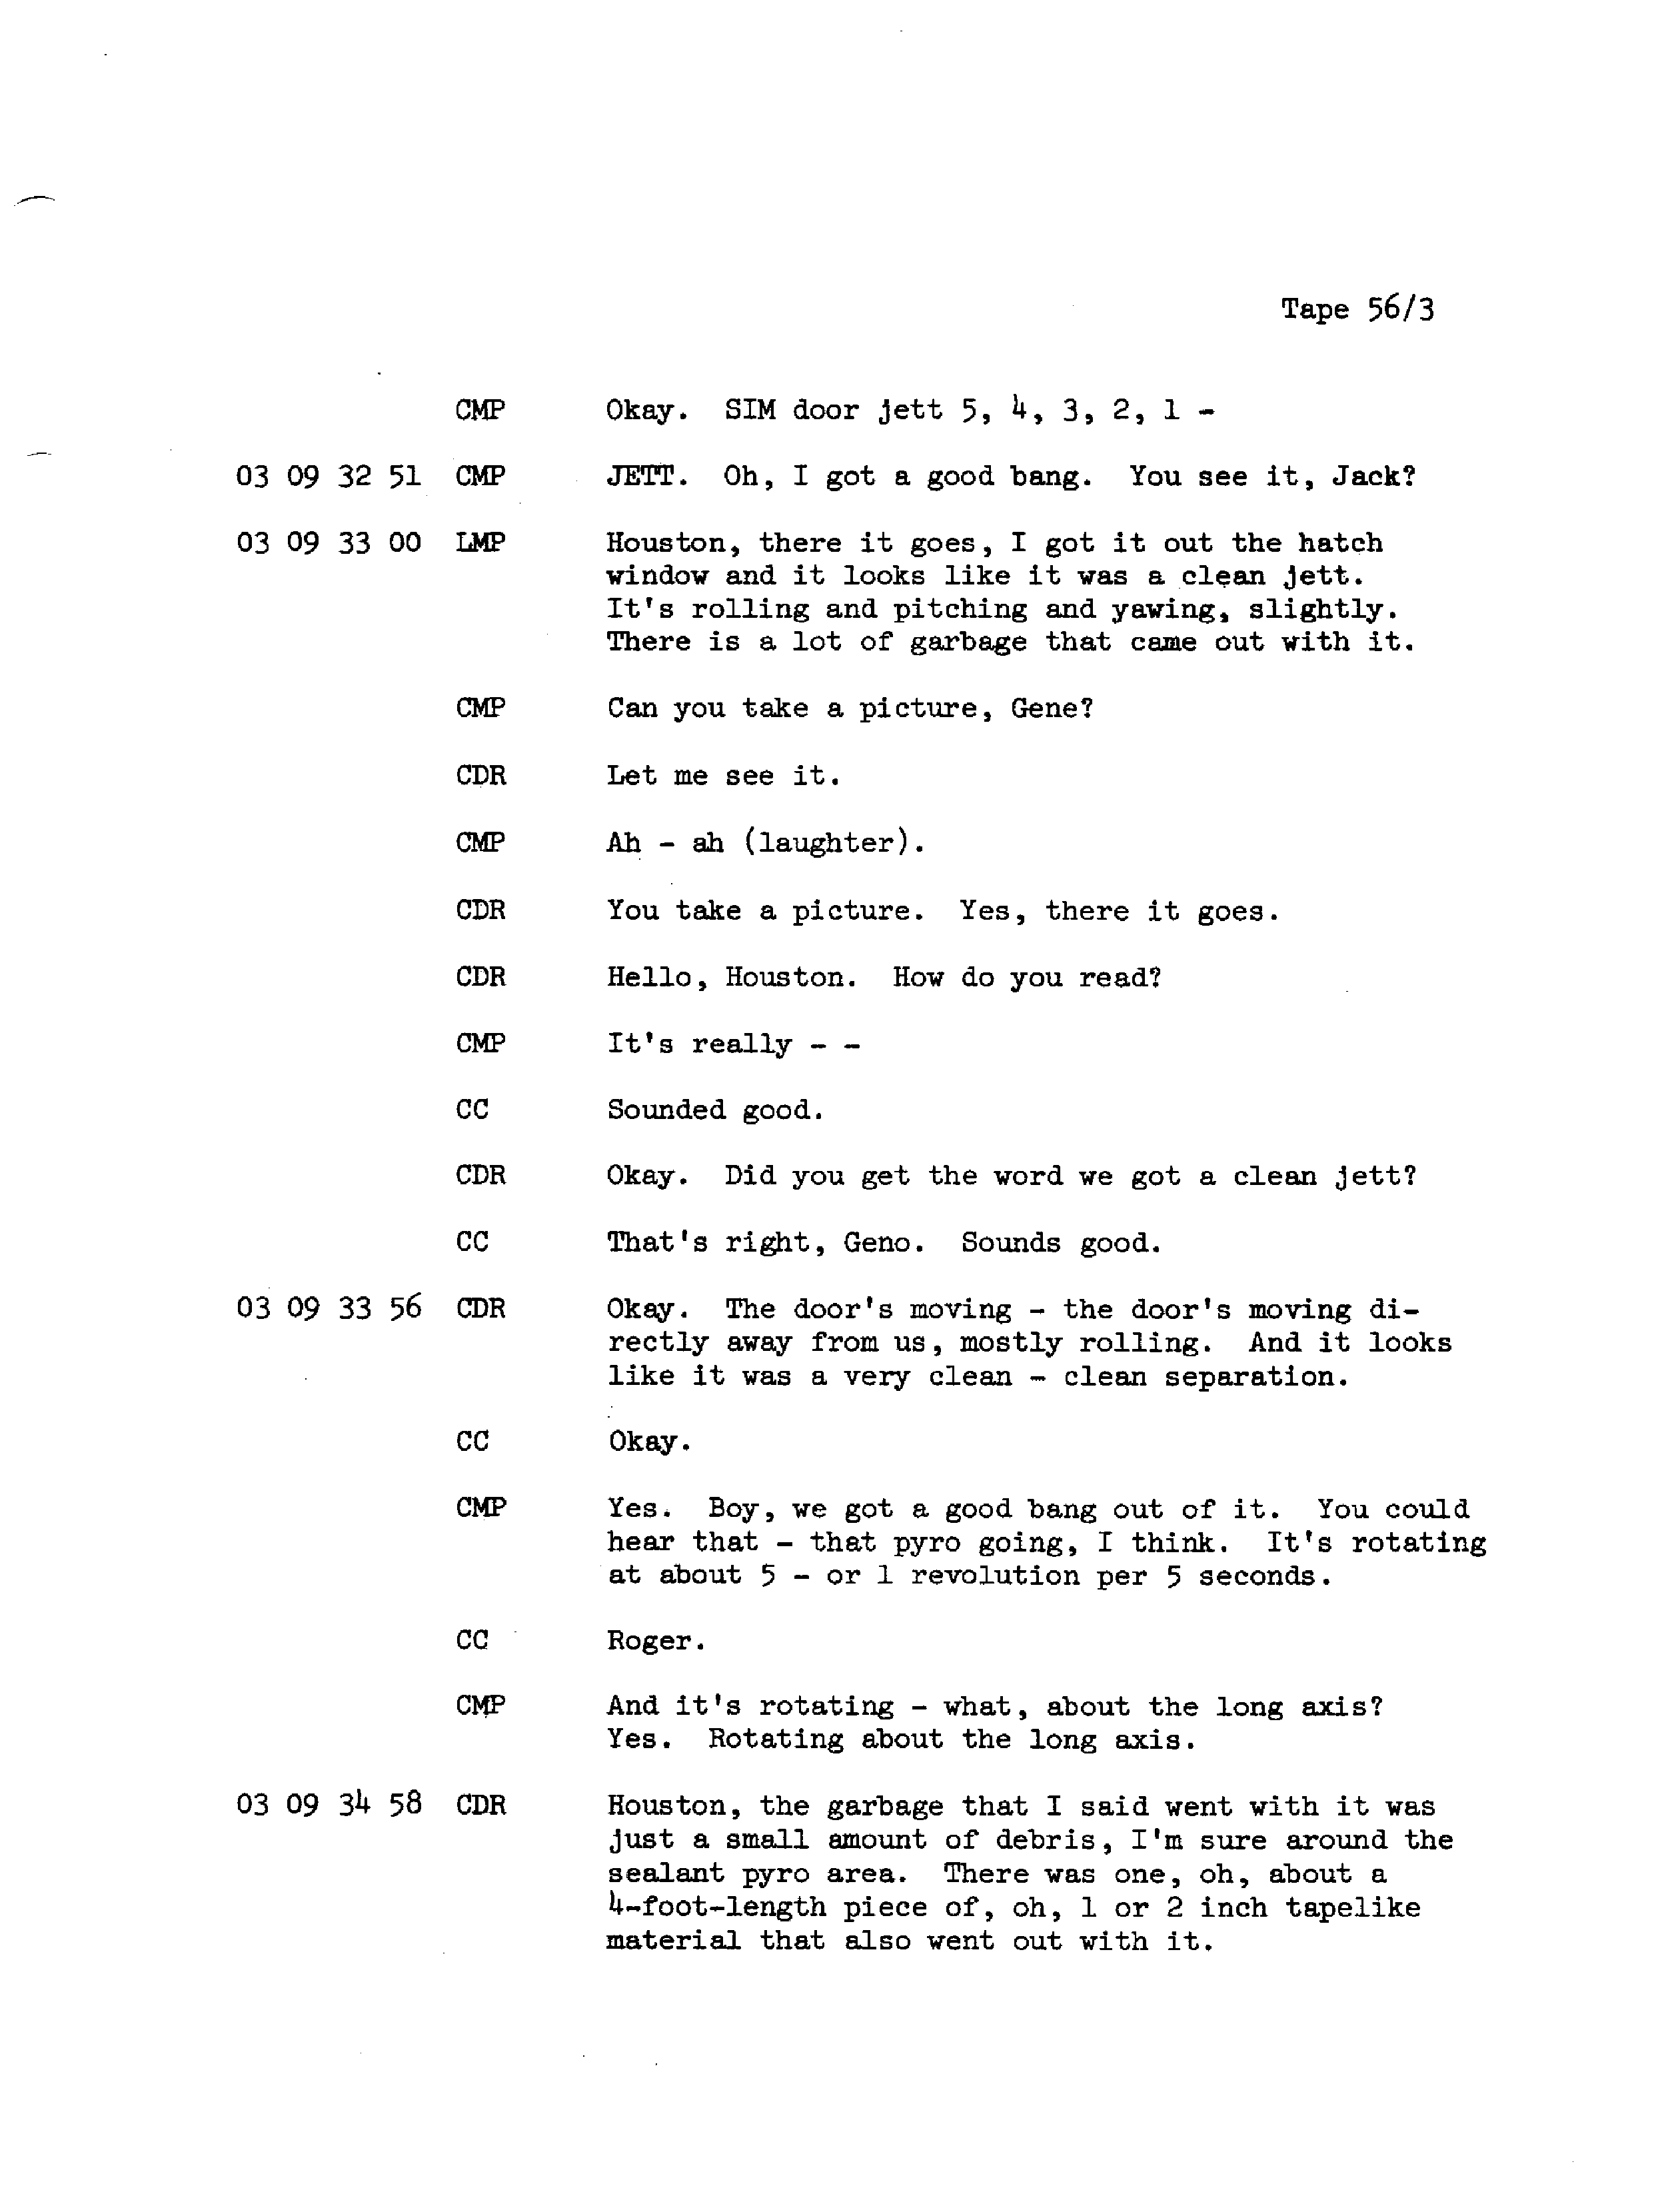 Tape 56/3
CMP Okay. SIM door jett 5, 4, 3, 2, 1 -
03 09 32 51 CMP JETT. Oh, I got a good bang. You see it, Jack?
03 09 33 00 LMP Houston, there it goes, I got it out the hatch
window and it looks like it was a clean jett.
It's rolling and pitching and yawing, slightly.
There is a lot of garbage that came out with it.
CMP Can you take a picture, Gene?
CDR Let me see it.
CMP Ah - ah (laughter).
CDR You take a picture. Yes, there it goes.
CDR Hello, Houston. How do you read?
CMP It's really - -
CC Sounded good.
CDR Okay. Did you get the word we got a clean jett?
CC That's right, Geno. Sounds good.
03 09 33 56 CDR Okay. The door's moving - the door's moving di-
rectly away from us, mostly rolling. And it looks
like it was a very clean - clean separation.
CC Okay.
CMP Yes. Boy, we got a good bang out of it. You could
hear that - that pyro going, I think. It's rotating
at about 5 - or 1 revolution per 5 seconds.
CC Roger.
CMP And it's rotating - what, about the long axis?
Yes. Rotating about the long axis.
03 09 34 58 CDR Houston, the garbage that I said went with it was
just a small amount of debris, I'm sure around the
sealant pyro area. There was one, oh, about a
4-foot-length piece of, oh, 1 or 2 inch tapelike
material that also went out with it.